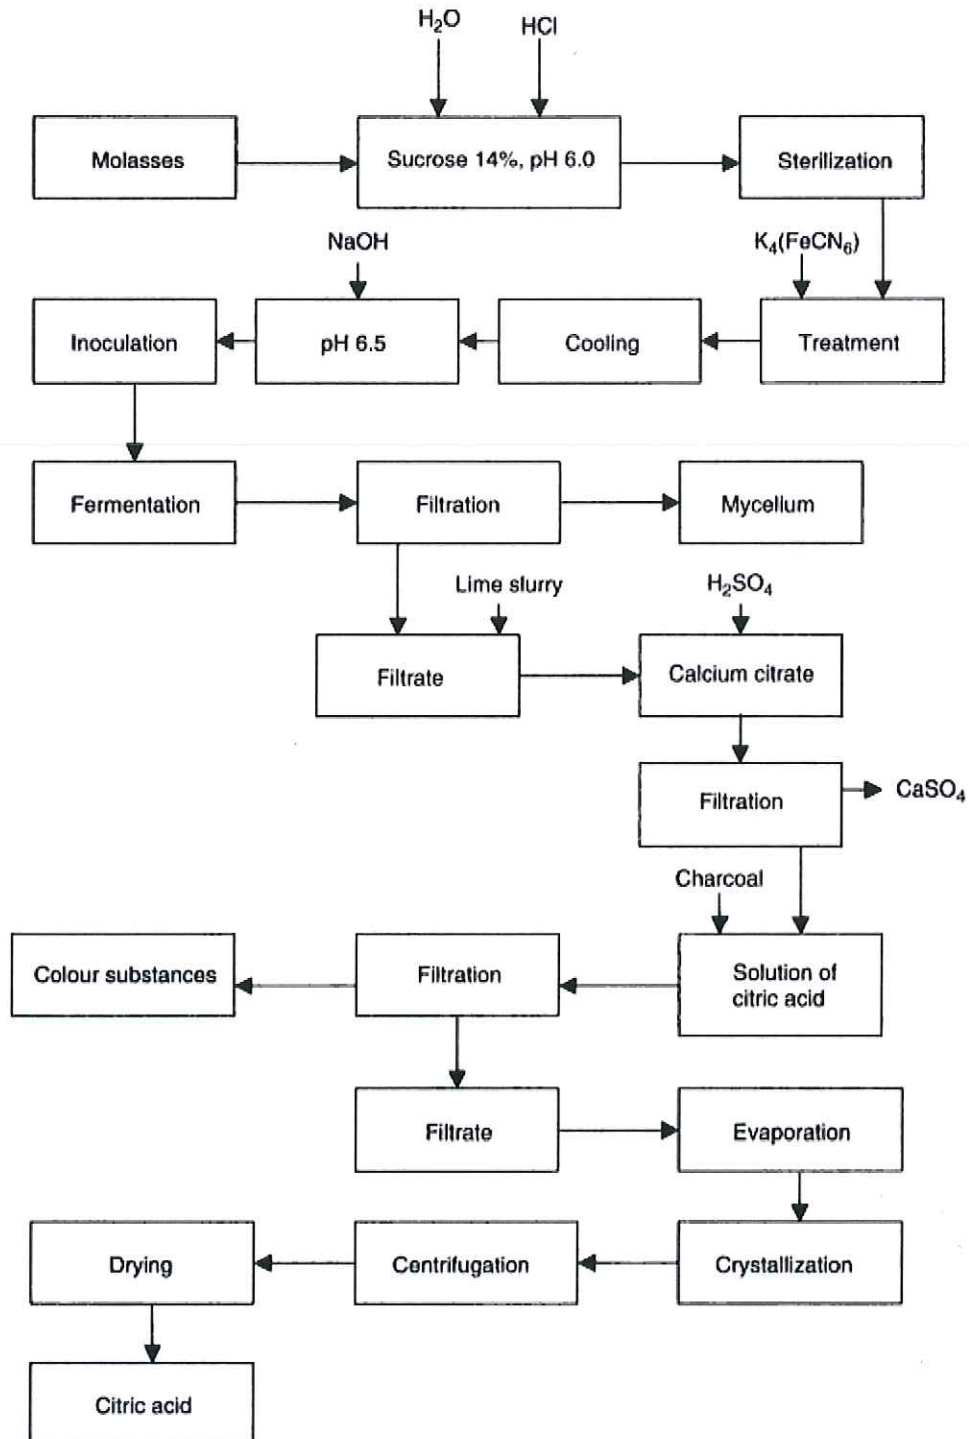 H₂O
HCl
Molasses
Sucrose 14%, pH 6.0
Sterilization
NaOH
K₄(FeCN₆)
Inoculation
pH 6.5
Cooling
Treatment
Fermentation
Filtration
Mycellum
Lime slurry
H₂SO₄
Filtrate
Calcium citrate
Filtration
CaSO₄
Charcoal
Colour substances
Filtration
Solution of
citric acid
Filtrate
Evaporation
Drying
Centrifugation
Crystallization
Citric acid